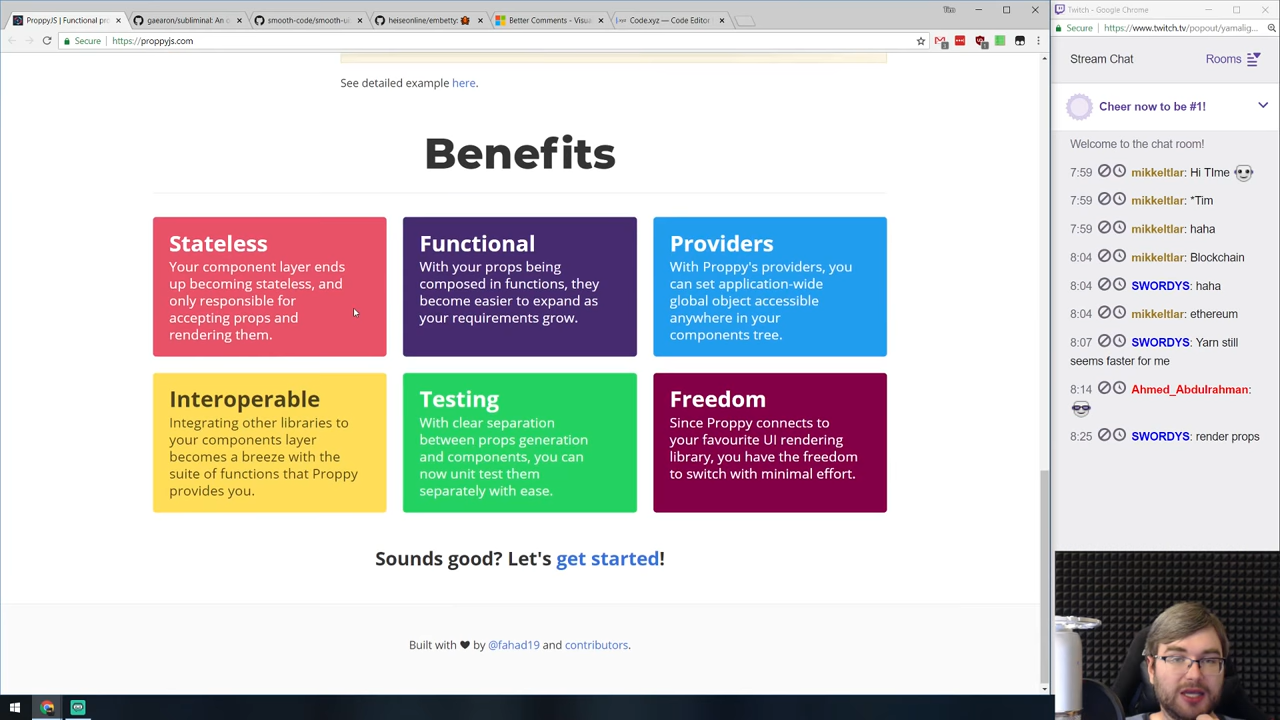 ProppyJS | Functional pro
gaearon/subliminal: An o
smooth-code/smooth-ui
heiseonline/embetty:
Better Comments - Visua
Code.xyz — Code Editor
Tim
Twitch - Google Chrome
Secure
https://proppyjs.com
Secure
https://www.twitch.tv/popout/yamalig...
See detailed example here.
Benefits
Stateless
Your component layer ends
up becoming stateless, and
only responsible for
accepting props and
rendering them.
Functional
With your props being
composed in functions, they
become easier to expand as
your requirements grow.
Providers
With Proppy's providers, you
can set application-wide
global object accessible
anywhere in your
components tree.
Interoperable
Integrating other libraries to
your components layer
becomes a breeze with the
suite of functions that Proppy
provides you.
Testing
With clear separation
between props generation
and components, you can
now unit test them
separately with ease.
Freedom
Since Proppy connects to
your favourite UI rendering
library, you have the freedom
to switch with minimal effort.
Sounds good? Let's get started!
Built with ❤ by @fahad19 and contributors.
Stream Chat
Rooms
Cheer now to be #1!
Welcome to the chat room!
7:59 mikkeltlar: Hi TIme
7:59 mikkeltlar: *Tim
7:59 mikkeltlar: haha
8:04 mikkeltlar: Blockchain
8:04 SWORDYS: haha
8:04 mikkeltlar: ethereum
8:07 SWORDYS: Yarn still
seems faster for me
8:14 Ahmed_Abdulrahman:
8:25 SWORDYS: render props